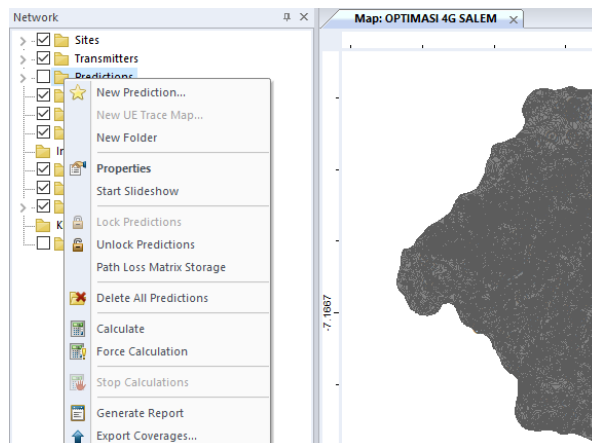 Network
Map: OPTIMASI 4G SALEM
Sites
Transmitters
Predictions
New Prediction...
New UE Trace Map...
New Folder
Properties
Start Slideshow
Lock Predictions
Unlock Predictions
Path Loss Matrix Storage
Delete All Predictions
Calculate
Force Calculation
Stop Calculations
Generate Report
Export Coverages...
-7.1667